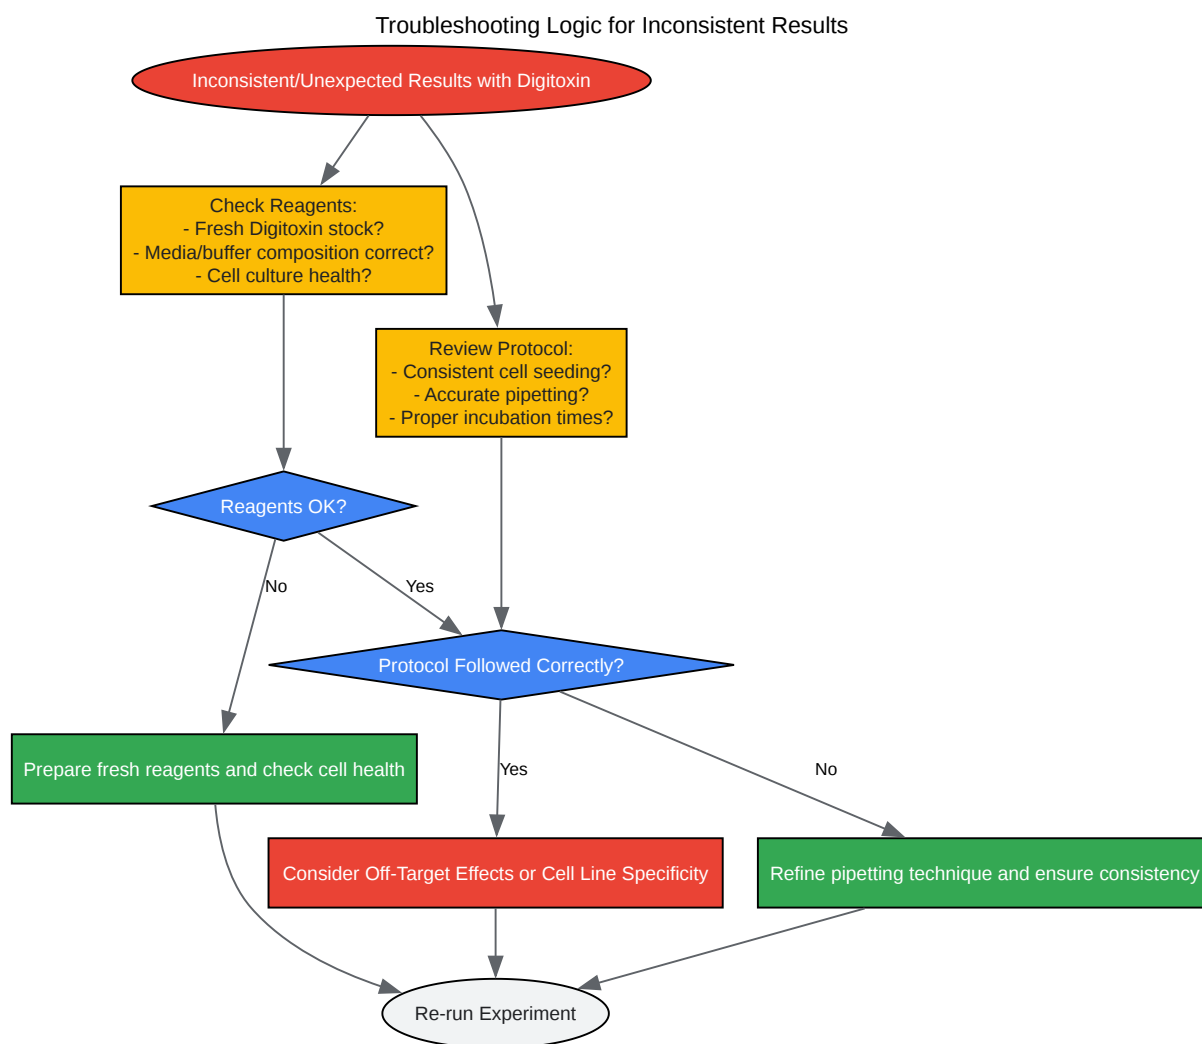 Troubleshooting Logic for Inconsistent Results
Inconsistent/Unexpected Results with Digitoxin
Check Reagents:
- Fresh Digitoxin stock?
- Media/buffer composition correct?
- Cell culture health?
Review Protocol:
- Consistent cell seeding?
- Accurate pipetting?
- Proper incubation times?
Reagents OK?
No
Yes
Protocol Followed Correctly?
Prepare fresh reagents and check cell health
Yes
No
Consider Off-Target Effects or Cell Line Specificity
Refine pipetting technique and ensure consistency
Re-run Experiment